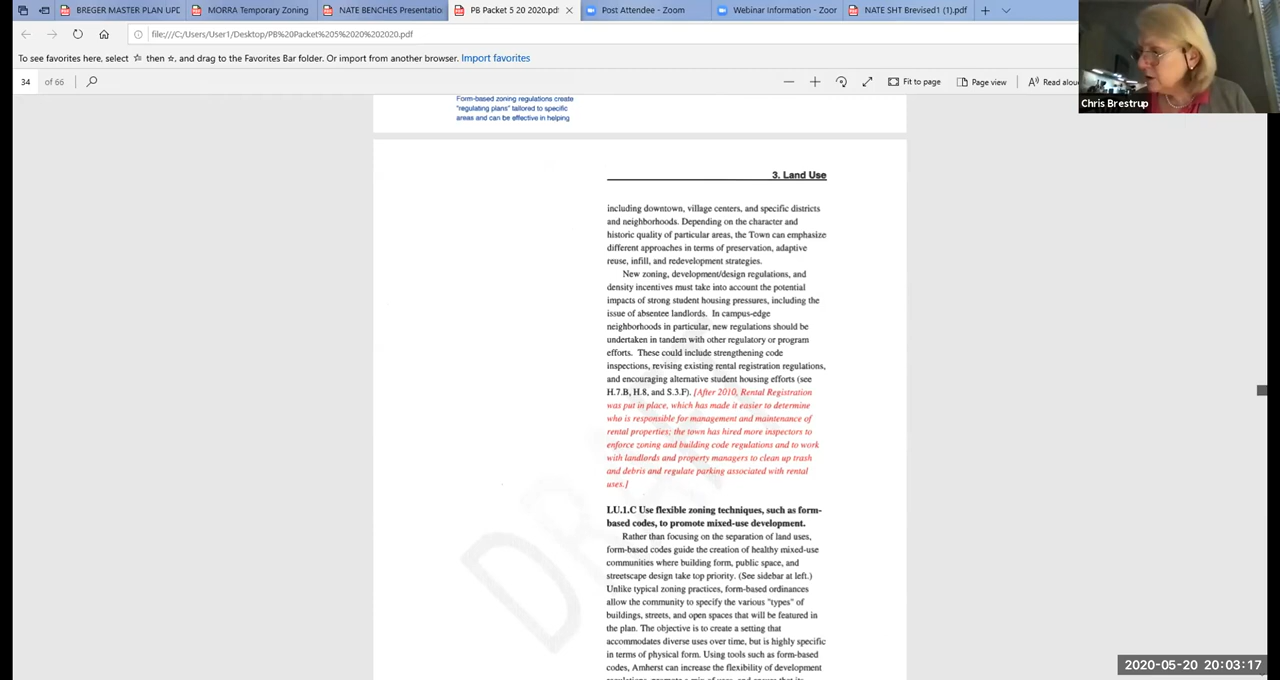 BREGER MASTER PLAN UPD
MORRA Temporary Zoning
NATE BENCHES Presentatio
PB Packet 5 20 2020.pdf
Post Attendee - Zoom
Webinar Information - Zoor
NATE SHT Brevised1 (1).pdf
file:///C:/Users/User1/Desktop/PB%20Packet%205%2020%202020.pdf
To see favorites here, select ☆ then ☆, and drag to the Favorites Bar folder. Or import from another browser. Import favorites
34 of 66
Fit to page
Page view
Read alou
Chris Brestrup
Form-based zoning regulations create
"regulating plans" tailored to specific
areas and can be effective in helping
3. Land Use
including downtown, village centers, and specific districts
and neighborhoods. Depending on the character and
historic quality of particular areas, the Town can emphasize
different approaches in terms of preservation, adaptive
reuse, infill, and redevelopment strategies.
New zoning, development/design regulations, and
density incentives must take into account the potential
impacts of strong student housing pressures, including the
issue of absentee landlords. In campus-edge
neighborhoods in particular, new regulations should be
undertaken in tandem with other regulatory or program
efforts. These could include strengthening code
inspections, revising existing rental registration regulations,
and encouraging alternative student housing efforts (see
H.7.B, H.8, and S.3.F). [After 2010, Rental Registration
was put in place, which has made it easier to determine
who is responsible for management and maintenance of
rental properties; the town has hired more inspectors to
enforce zoning and building code regulations and to work
with landlords and property managers to clean up trash
and debris and regulate parking associated with rental
uses.]
LU.1.C Use flexible zoning techniques, such as form-
based codes, to promote mixed-use development.
Rather than focusing on the separation of land uses,
form-based codes guide the creation of healthy mixed-use
communities where building form, public space, and
streetscape design take top priority. (See sidebar at left.)
Unlike typical zoning practices, form-based ordinances
allow the community to specify the various "types" of
buildings, streets, and open spaces that will be featured in
the plan. The objective is to create a setting that
accommodates diverse uses over time, but is highly specific
in terms of physical form. Using tools such as form-based
codes, Amherst can increase the flexibility of development
DRAFT
2020-05-20 20:03:17